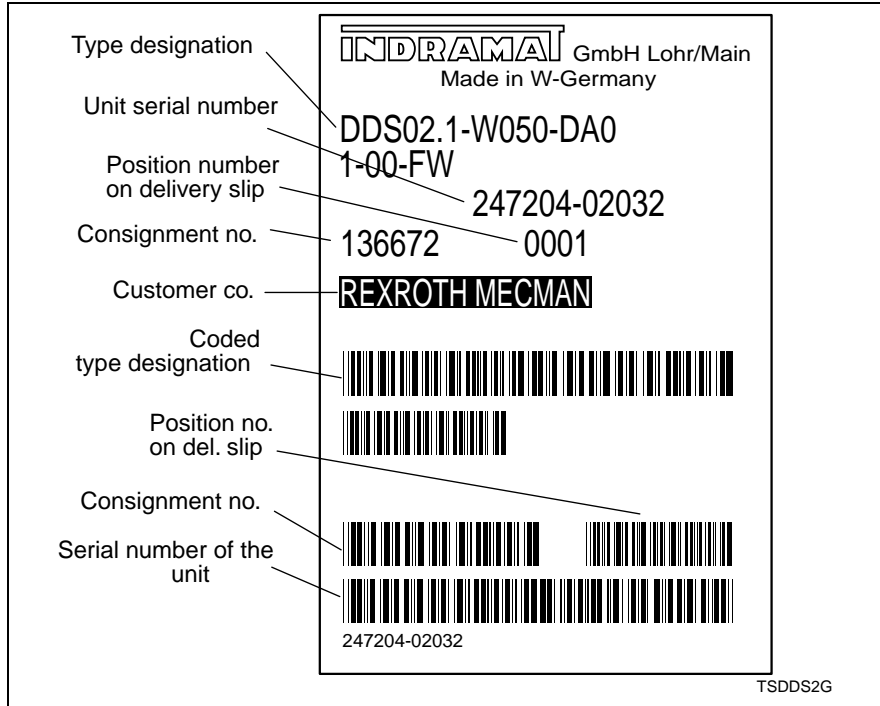 Type designation
INDRAMAT GmbH Lohr/Main
Made in W-Germany
Unit serial number
DDS02.1-W050-DA0
1-00-FW
Position number
on delivery slip
247204-02032
Consignment no.
136672 0001
Customer co.
REXROTH MECMAN
Coded
type designation
Position no.
on del. slip
Consignment no.
Serial number of the
unit
247204-02032
TSDDS2G